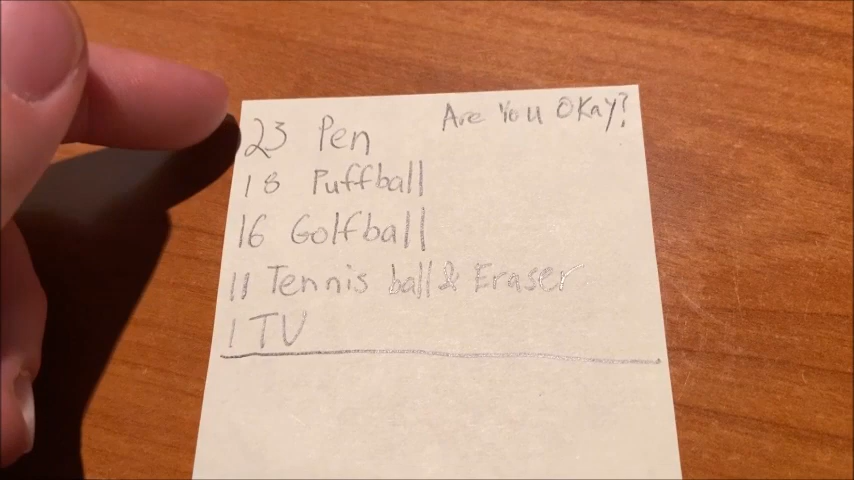 Are You Okay?
23 Pen
18 Puffball
16 Golfball
11 Tennis ball & Eraser
1 TV